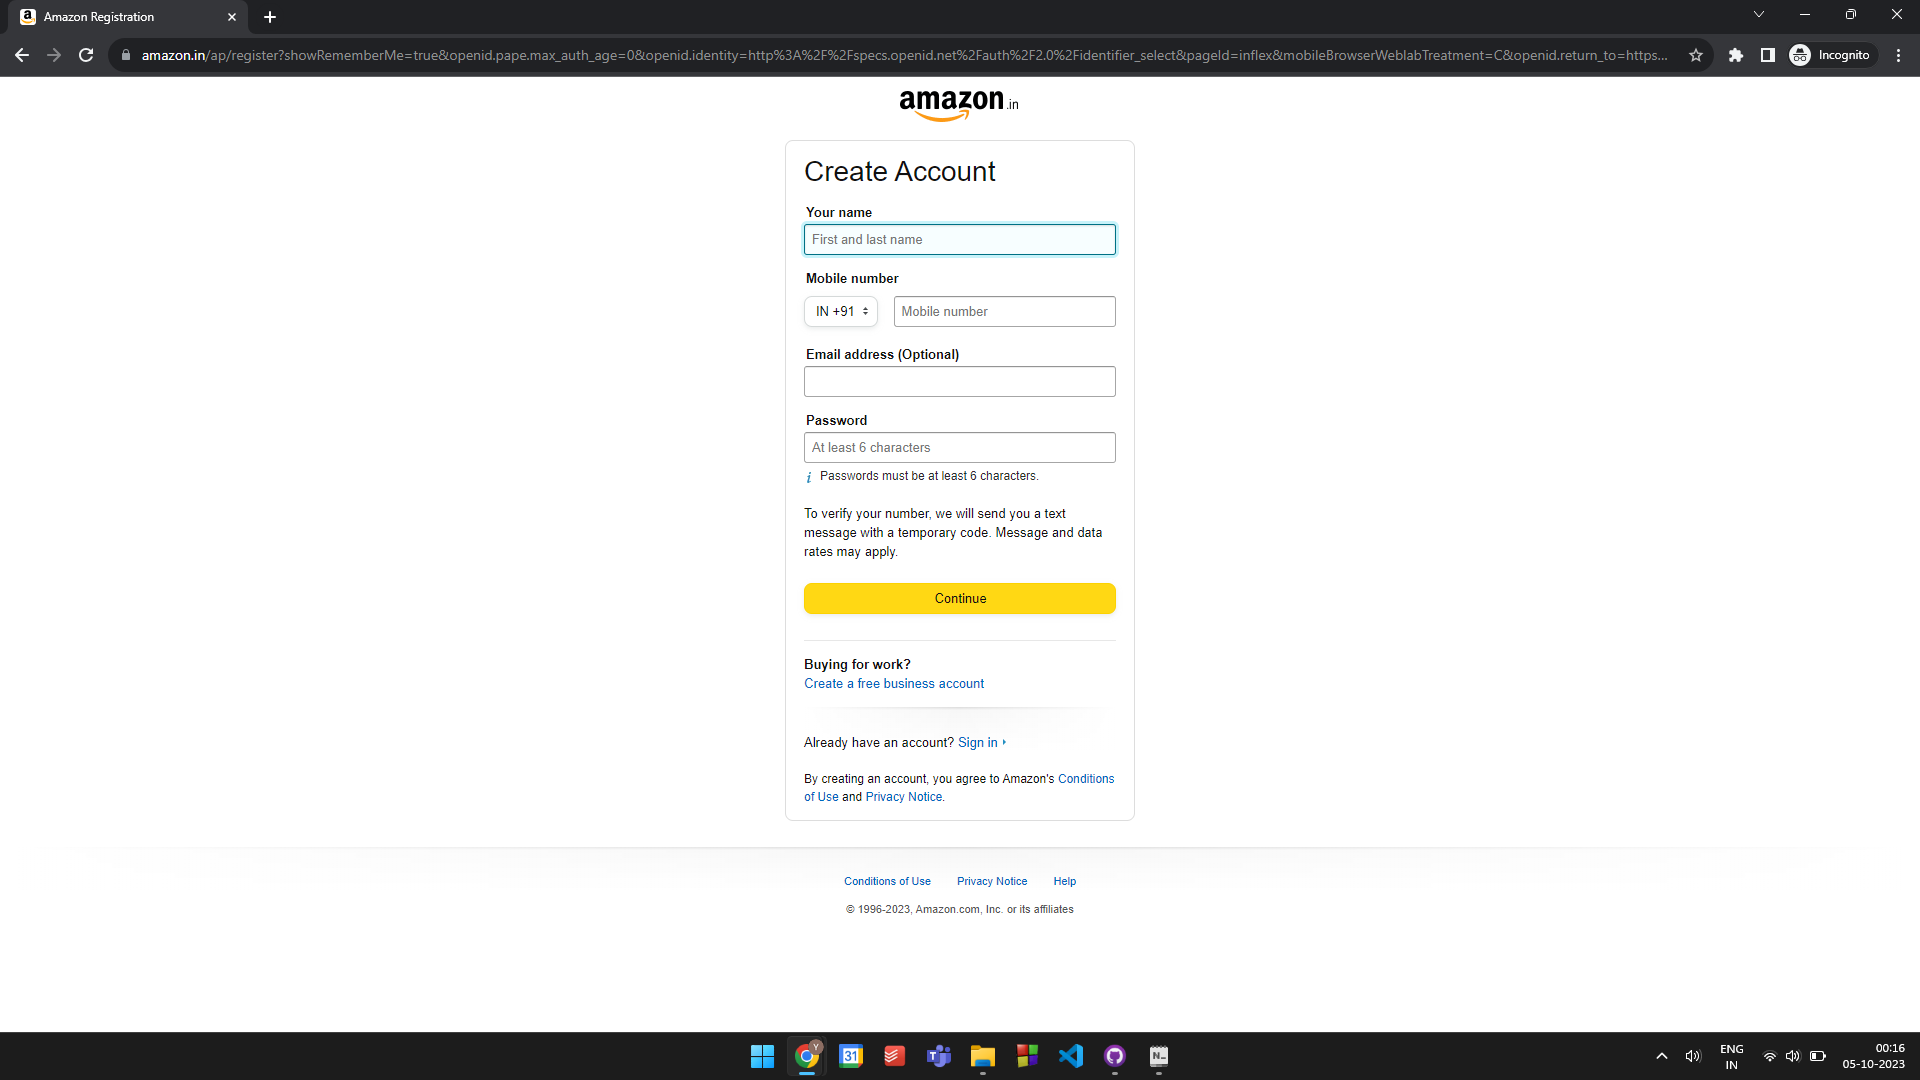 Amazon Registration
amazon.in/ap/register?showRememberMe=true&openid.pape.max_auth_age=0&openid.identity=http%3A%2F%2Fspecs.openid.net%2Fauth%2F2.0%2Fidentifier_select&pageId=inflex&mobileBrowserWeblabTreatment=C&openid.return_to=https...
Incognito
amazon.in
Create Account
Your name
First and last name
Mobile number
IN +91
Mobile number
Email address (Optional)
Password
At least 6 characters
i Passwords must be at least 6 characters.
To verify your number, we will send you a text
message with a temporary code. Message and data
rates may apply.
Continue
Buying for work?
Create a free business account
Already have an account? Sign in
By creating an account, you agree to Amazon's Conditions
of Use and Privacy Notice.
Conditions of Use Privacy Notice Help
© 1996-2023, Amazon.com, Inc. or its affiliates
Y
31
T
N
ENG
IN
00:16
05-10-2023